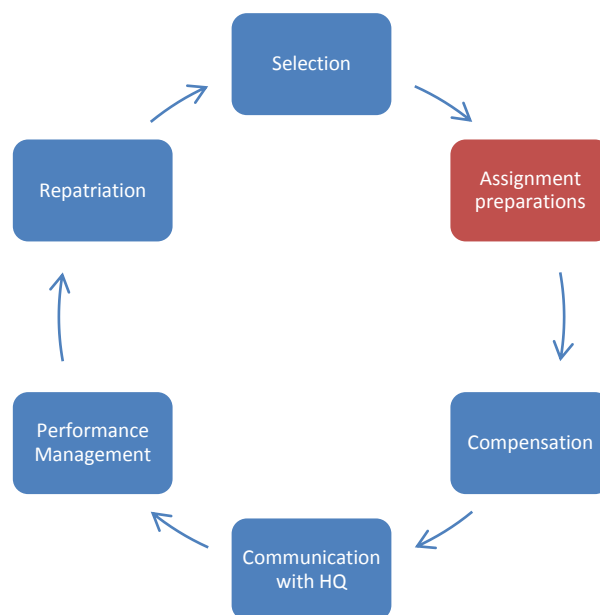 Selection
Assignment
preparations
Compensation
Communication
with HQ
Performance
Management
Repatriation